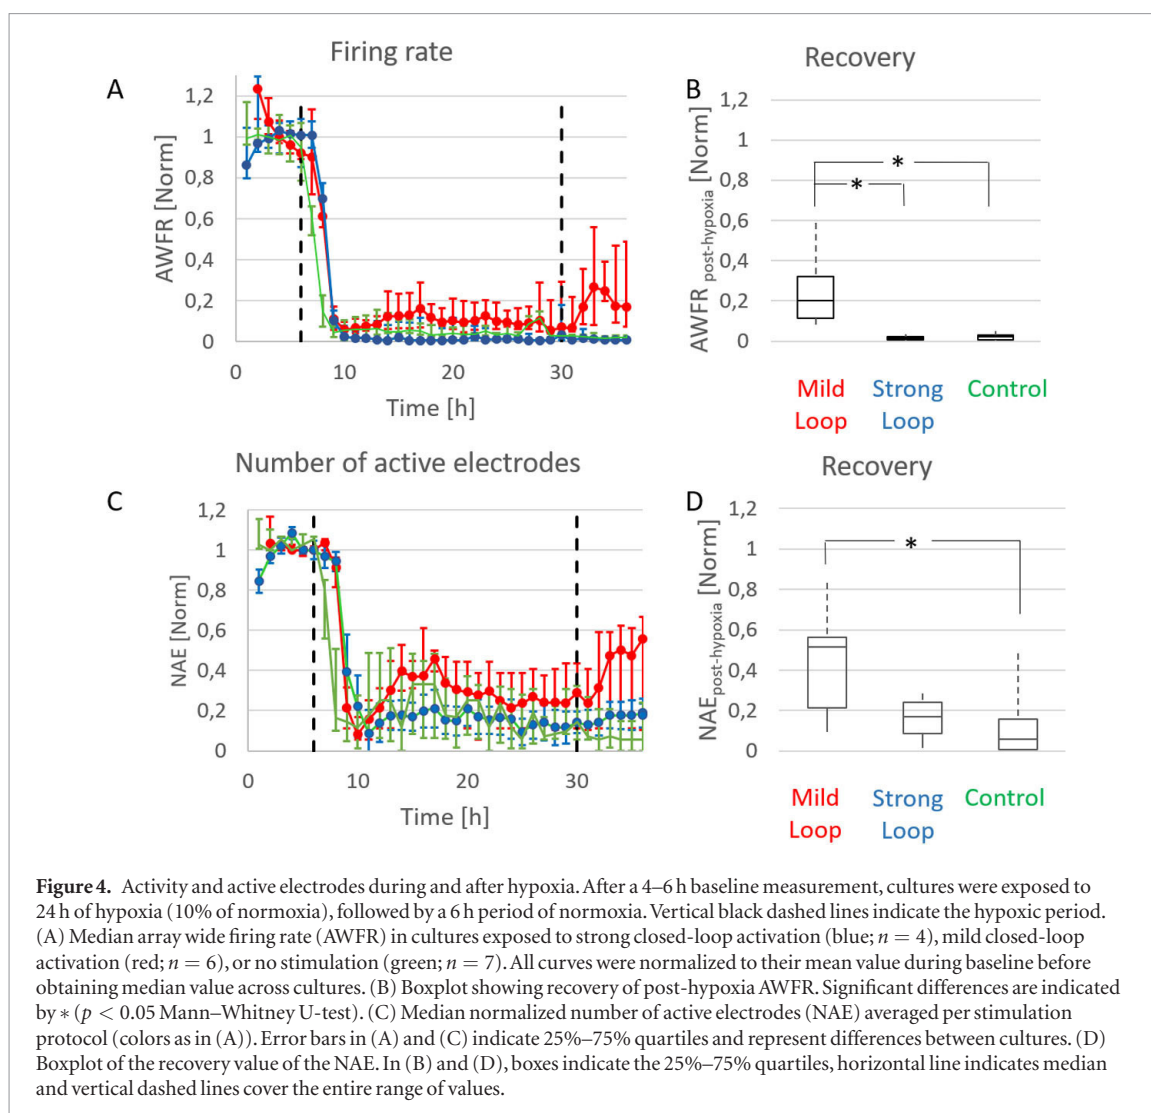 Firing rate
A
1,2
1
0,8
0,6
0,4
0,2
0
AWFR [Norm]
0
10
20
30
Time [h]
Recovery
B
1,2
1
0,8
0,6
0,4
0,2
0
AWFR post-hypoxia [Norm]
*
*
Mild
Loop
Strong
Loop
Control
Number of active electrodes
C
1,2
1
0,8
0,6
0,4
0,2
0
NAE [Norm]
0
10
20
30
Time [h]
Recovery
D
1,2
1
0,8
0,6
0,4
0,2
0
NAE post-hypoxia [Norm]
*
Mild
Loop
Strong
Loop
Control
Figure 4. Activity and active electrodes during and after hypoxia. After a 4–6 h baseline measurement, cultures were exposed to
24 h of hypoxia (10% of normoxia), followed by a 6 h period of normoxia. Vertical black dashed lines indicate the hypoxic period.
(A) Median array wide firing rate (AWFR) in cultures exposed to strong closed-loop activation (blue; n = 4), mild closed-loop
activation (red; n = 6), or no stimulation (green; n = 7). All curves were normalized to their mean value during baseline before
obtaining median value across cultures. (B) Boxplot showing recovery of post-hypoxia AWFR. Significant differences are indicated
by * (p < 0.05 Mann–Whitney U-test). (C) Median normalized number of active electrodes (NAE) averaged per stimulation
protocol (colors as in (A)). Error bars in (A) and (C) indicate 25%–75% quartiles and represent differences between cultures. (D)
Boxplot of the recovery value of the NAE. In (B) and (D), boxes indicate the 25%–75% quartiles, horizontal line indicates median
and vertical dashed lines cover the entire range of values.